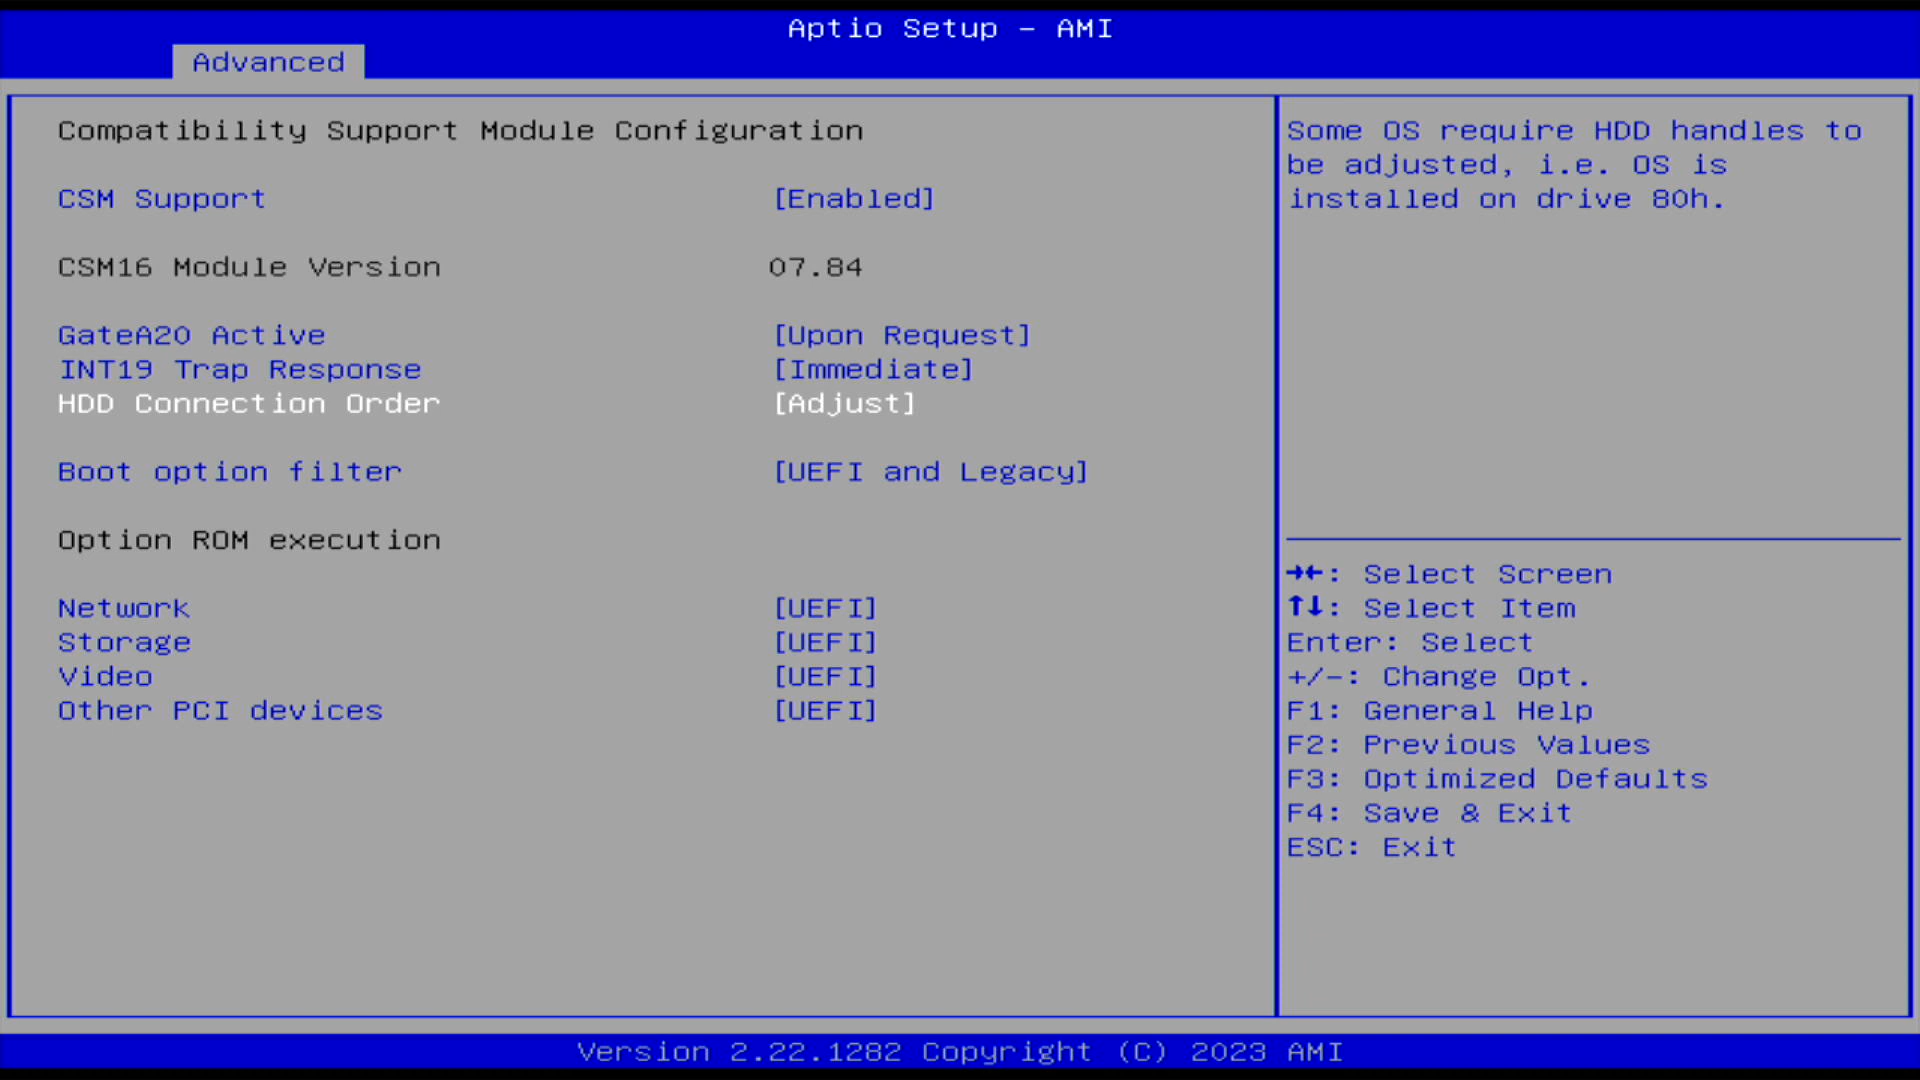 Aptio Setup – AMI
Advanced
Compatibility Support Module Configuration
CSM Support [Enabled]
CSM16 Module Version 07.84
GateA20 Active [Upon Request]
INT19 Trap Response [Immediate]
HDD Connection Order [Adjust]
Boot option filter [UEFI and Legacy]
Option ROM execution
Network [UEFI]
Storage [UEFI]
Video [UEFI]
Other PCI devices [UEFI]
Some OS require HDD handles to
be adjusted, i.e. OS is
installed on drive 80h.
→←: Select Screen
↑↓: Select Item
Enter: Select
+/-: Change Opt.
F1: General Help
F2: Previous Values
F3: Optimized Defaults
F4: Save & Exit
ESC: Exit
Version 2.22.1282 Copyright (C) 2023 AMI